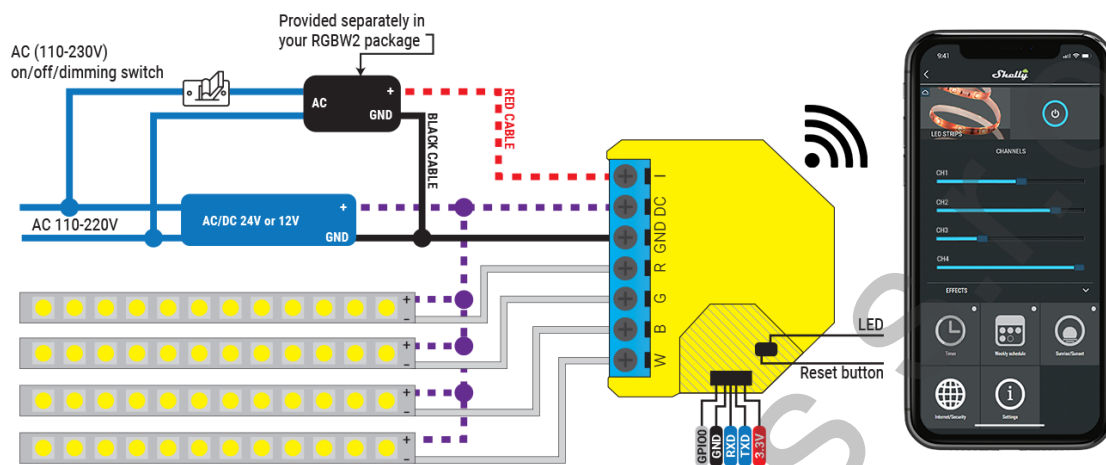 Provided separately in
your RGBW2 package
AC (110-230V)
on/off/dimming switch
AC
+
GND
RED CABLE
BLACK CABLE
AC 110-220V
AC/DC 24V or 12V
+
GND
I
DC
GND
R
G
B
W
+
–
+
–
+
–
+
–
LED
Reset button
GPIO0
GND
RXD
TXD
3.3V
9:41
Shelly
LED STRIPS
CHANNELS
CH1
CH2
CH3
CH4
EFFECTS
Timer
Weekly schedule
Sunrise/Sunset
Internet/Security
Settings